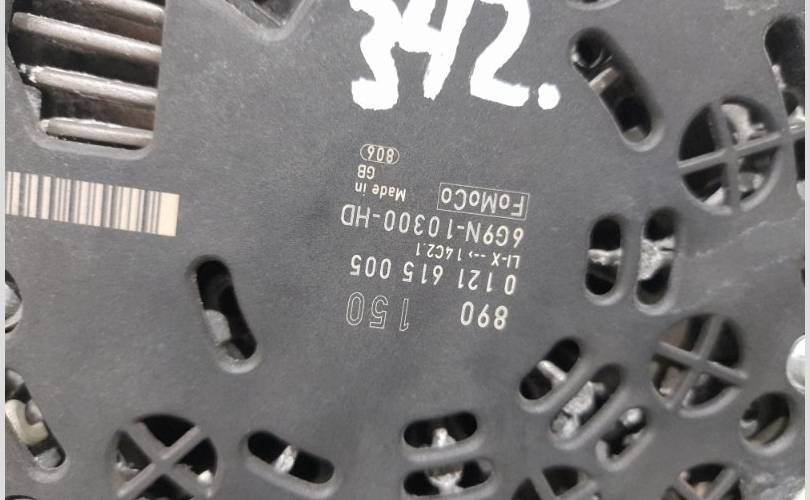 342.
890 150
0 121 615 005
LI-X --> 14C2.1
6G9N-10300-HD
FoMoCo
Made in
GB
806